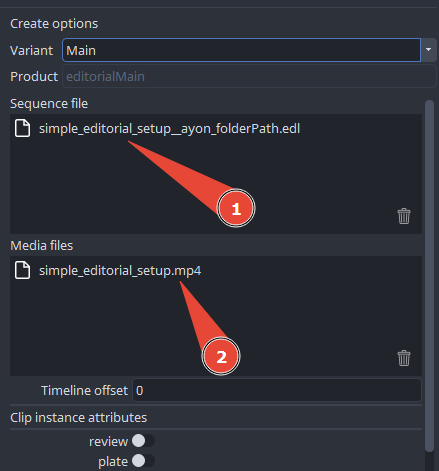 Create options
Variant Main
Product editorialMain
Sequence file
simple_editorial_setup__ayon_folderPath.edl
1
Media files
simple_editorial_setup.mp4
2
Timeline offset 0
Clip instance attributes
review
plate